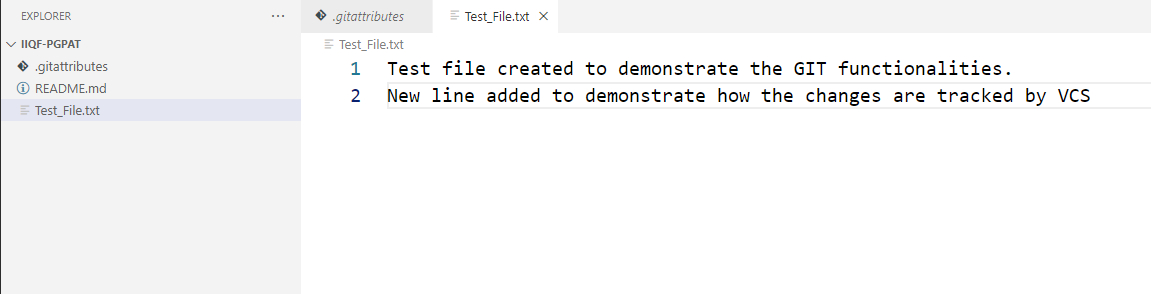 EXPLORER
IIQF-PGPAT
.gitattributes
README.md
Test_File.txt
.gitattributes
Test_File.txt
Test_File.txt
1 Test file created to demonstrate the GIT functionalities.
2 New line added to demonstrate how the changes are tracked by VCS